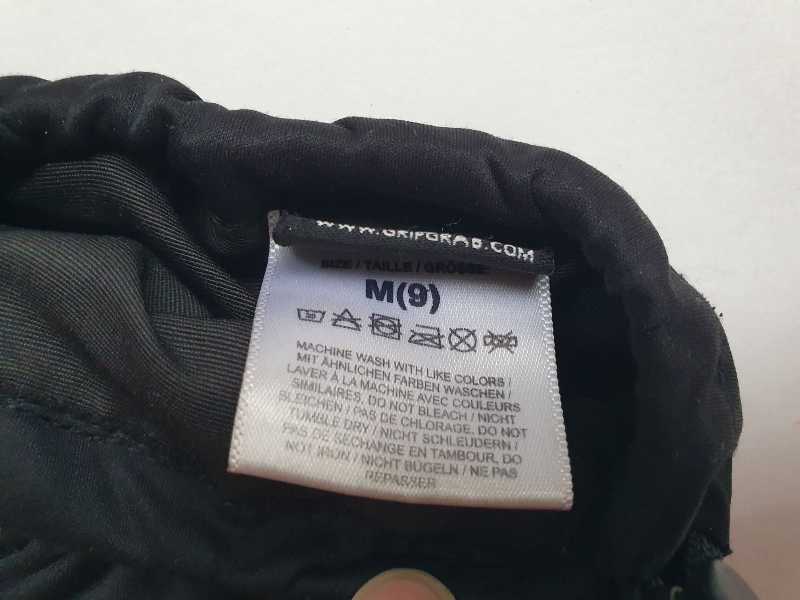 WWW.GRIPGRAB.COM
SIZE / TAILLE / GRÖSSE
M(9)
MACHINE WASH WITH LIKE COLORS /
MIT ÄHNLICHEN FARBEN WASCHEN /
LAVER À LA MACHINE AVEC COULEURS
SIMILAIRES. DO NOT BLEACH / NICHT
BLEICHEN / PAS DE CHLORAGE. DO NOT
TUMBLE DRY / NICHT SCHLEUDERN /
PAS DE SÉCHANGE EN TAMBOUR. DO
NOT IRON / NICHT BÜGELN / NE PAS
REPASSER